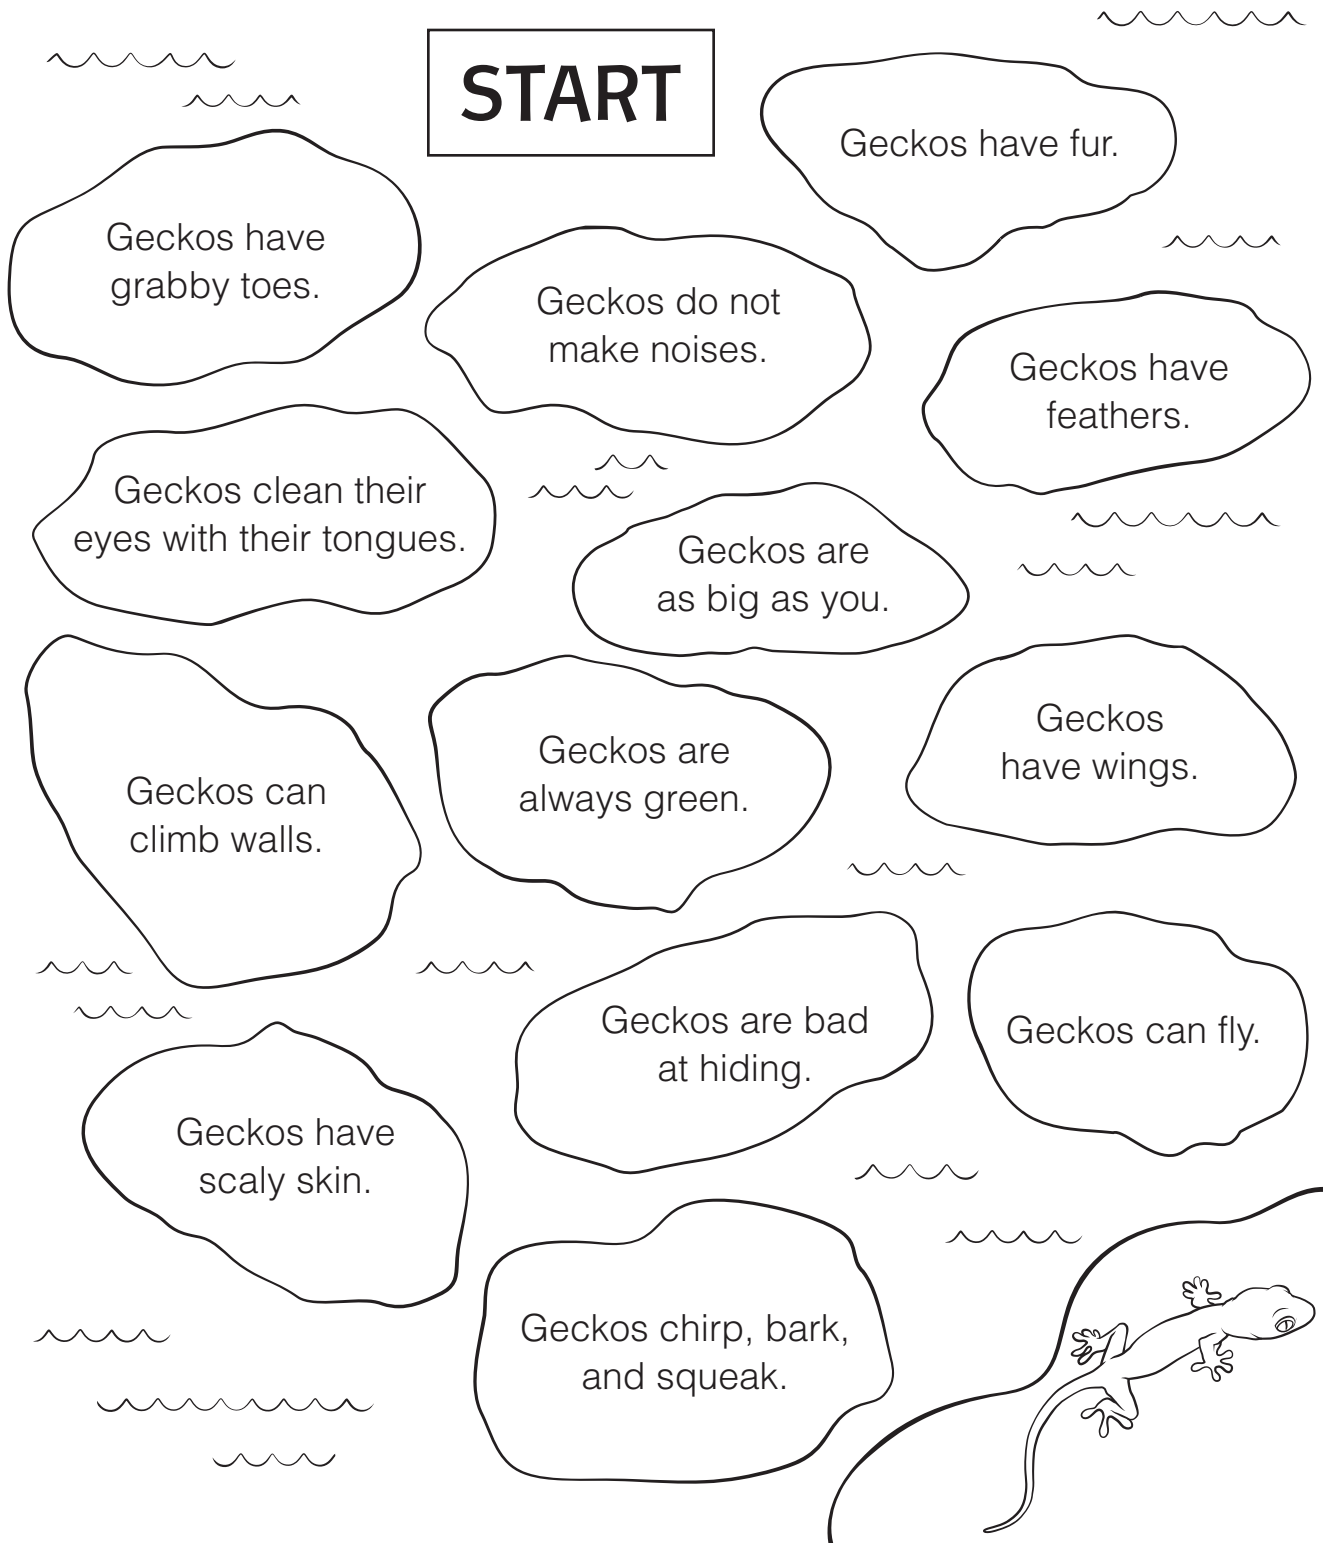 START
Geckos have fur.
Geckos have
grabby toes.
Geckos do not
make noises.
Geckos have
feathers.
Geckos clean their
eyes with their tongues.
Geckos are
as big as you.
Geckos can
climb walls.
Geckos are
always green.
Geckos
have wings.
Geckos are bad
at hiding.
Geckos can fly.
Geckos have
scaly skin.
Geckos chirp, bark,
and squeak.